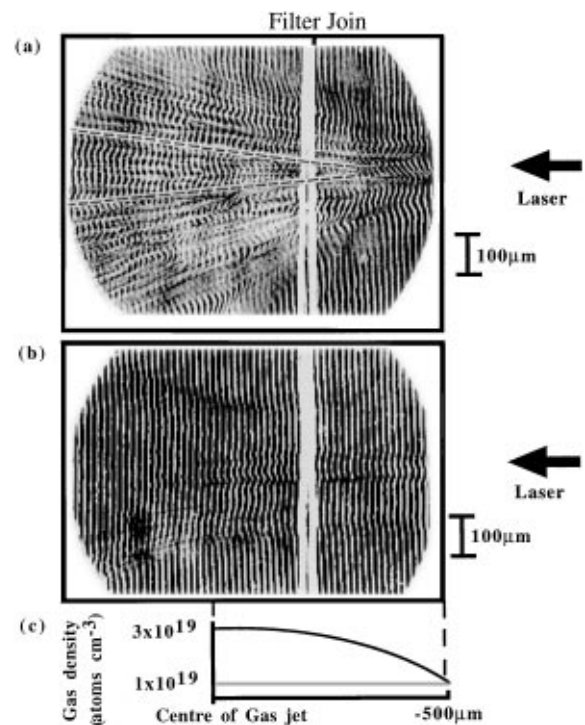 Filter Join
(a)
Laser
100μm
(b)
Laser
100μm
(c)
Gas density
(atoms cm-3)
3x10¹⁹
1x10¹⁹
Centre of Gas jet
-500μm